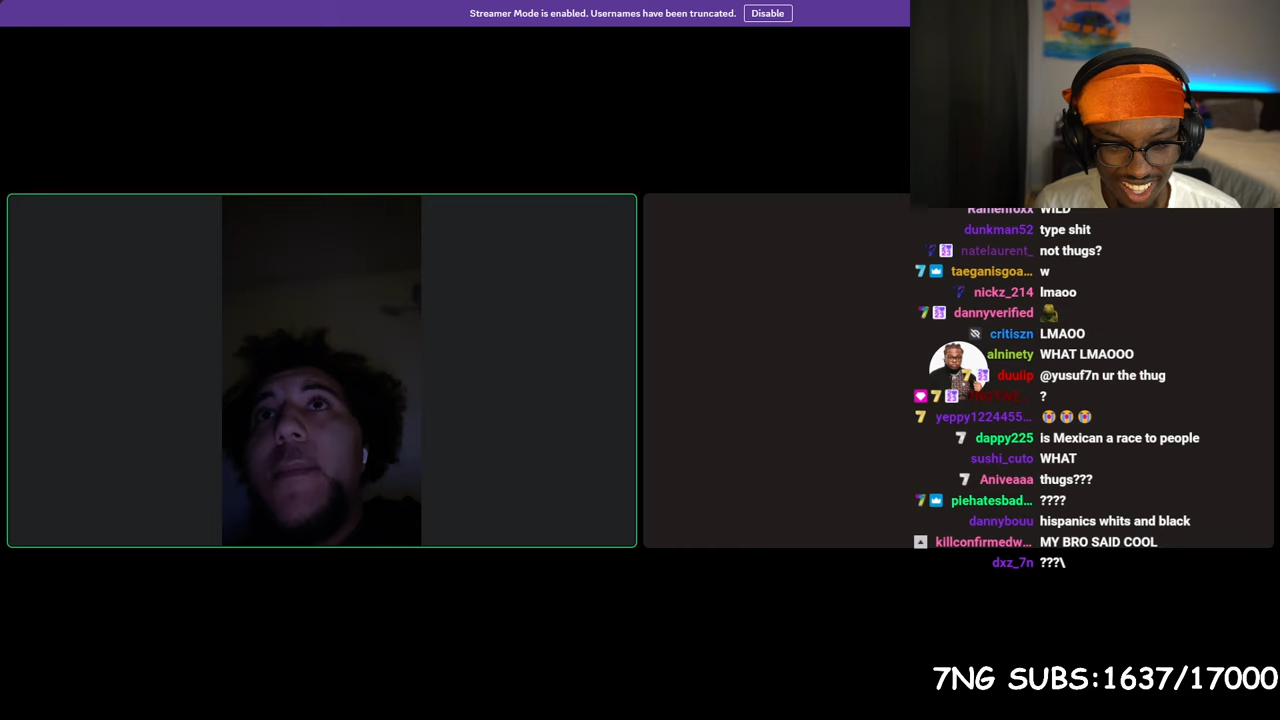 Streamer Mode is enabled. Usernames have been truncated. Disable
Ramenfoxx WILD
dunkman52 type shit
natelaurent_ not thugs?
taeganisgoa... w
nickz_214 lmaoo
dannyverified
critiszn LMAOO
alninety WHAT LMAOOO
duulip @yusuf7n ur the thug
?
yeppy1224455...
dappy225 is Mexican a race to people
sushi_cuto WHAT
Aniveaaa thugs???
piehatesbad... ????
dannybouu hispanics whits and black
killconfirmedw... MY BRO SAID COOL
dxz_7n ???\
7NG SUBS:1637/17000